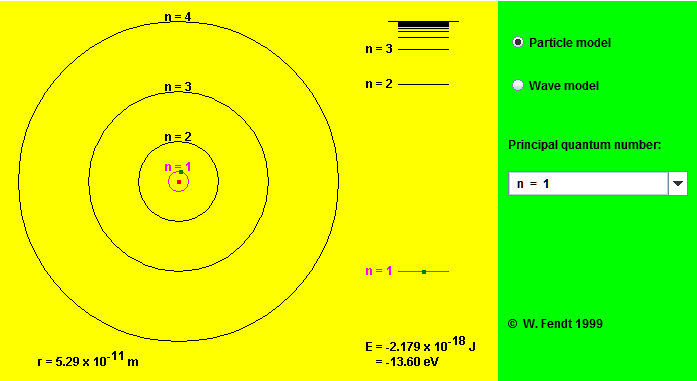 n = 4
n = 3
n = 2
n = 1
r = 5.29 x 10-11 m
n = 3
n = 2
n = 1
E = -2.179 x 10-18 J
= -13.60 eV
Particle model
Wave model
Principal quantum number:
n = 1
© W. Fendt 1999